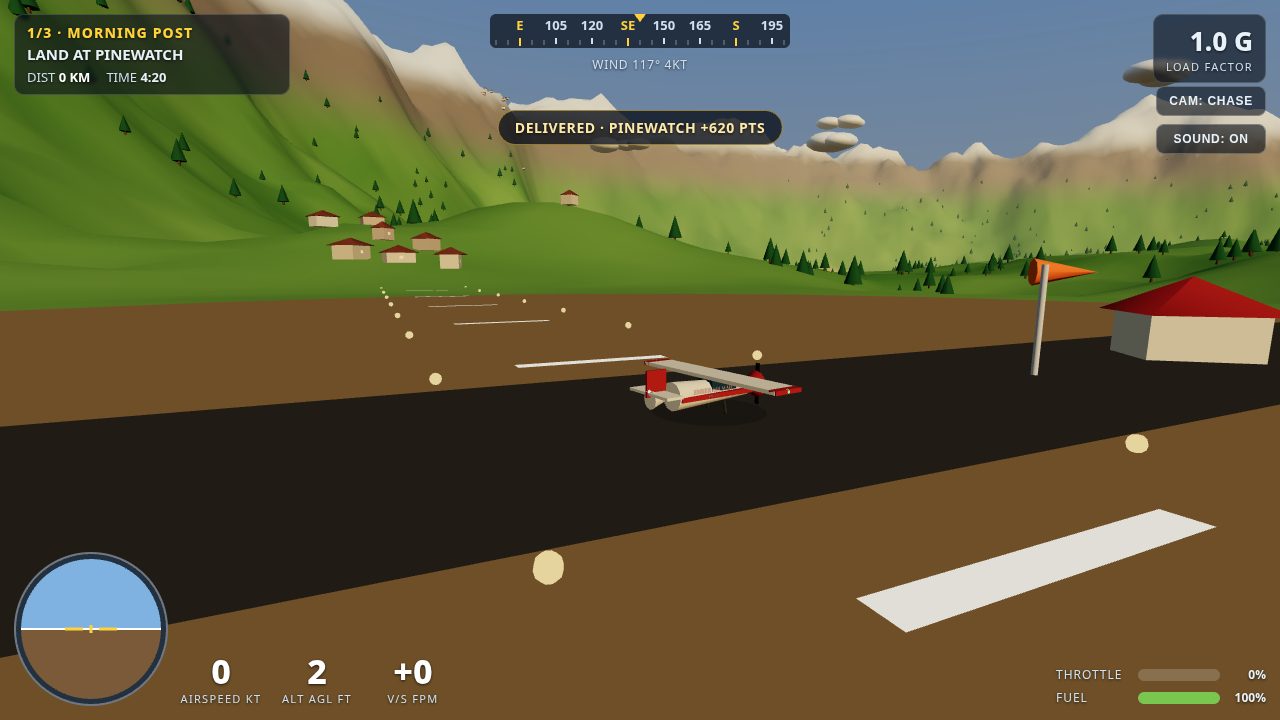 1/3 · MORNING POST
LAND AT PINEWATCH
DIST 0 KM TIME 4:20
E 105 120 SE 150 165 S 195
WIND 117° 4KT
DELIVERED · PINEWATCH +620 PTS
1.0 G
LOAD FACTOR
CAM: CHASE
SOUND: ON
0 2 +0
AIRSPEED KT ALT AGL FT V/S FPM
THROTTLE 0%
FUEL 100%